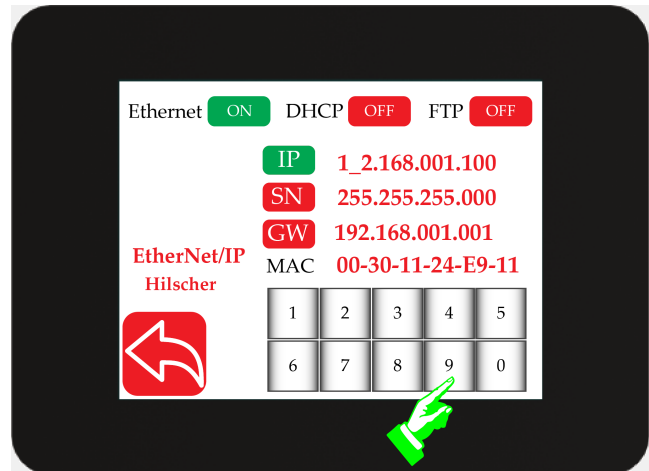 Ethernet ON DHCP OFF FTP OFF
IP 1_2.168.001.100
SN 255.255.255.000
GW 192.168.001.001
EtherNet/IP
MAC 00-30-11-24-E9-11
Hilscher
1 2 3 4 5
6 7 8 9 0